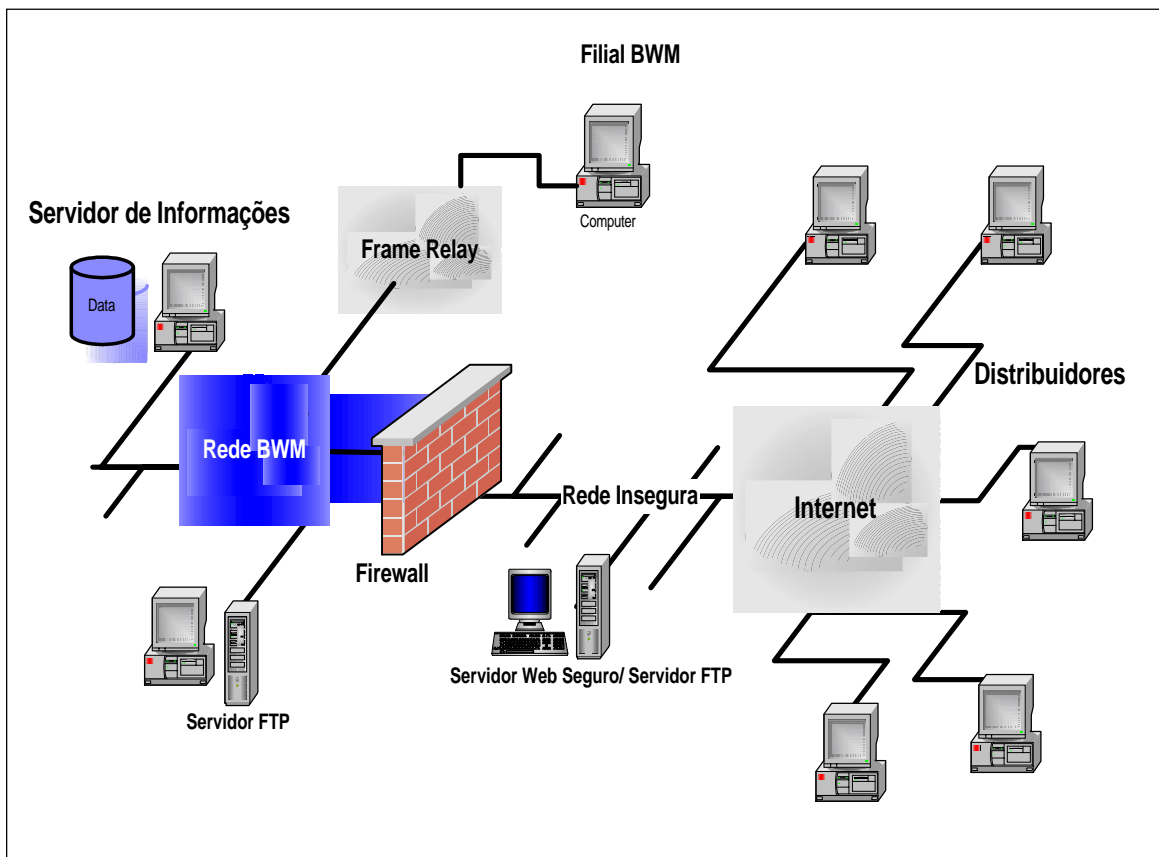 Filial BWM
Computer
Servidor de Informações
Frame Relay
Data
Distribuidores
Rede BWM
Rede Insegura
Internet
Firewall
Servidor Web Seguro/ Servidor FTP
Servidor FTP